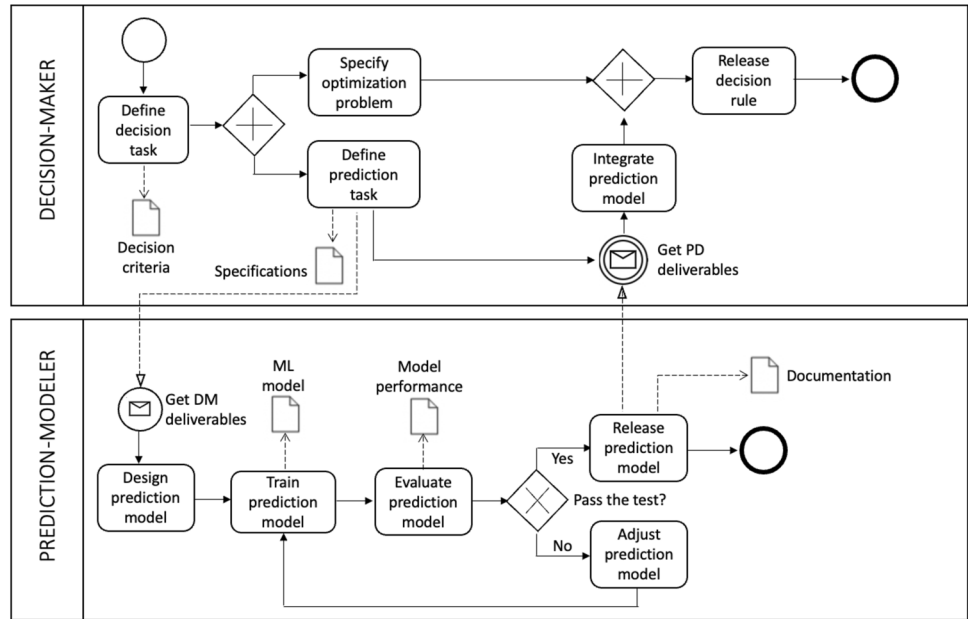 DECISION-MAKER
Define
decision
task
Decision
criteria
Specify
optimization
problem
Define
prediction
task
Specifications
Release
decision
rule
Integrate
prediction
model
Get PD
deliverables
PREDICTION-MODELER
Get DM
deliverables
Design
prediction
model
ML
model
Train
prediction
model
Model
performance
Evaluate
prediction
model
Pass the test?
Yes
No
Release
prediction
model
Documentation
Adjust
prediction
model